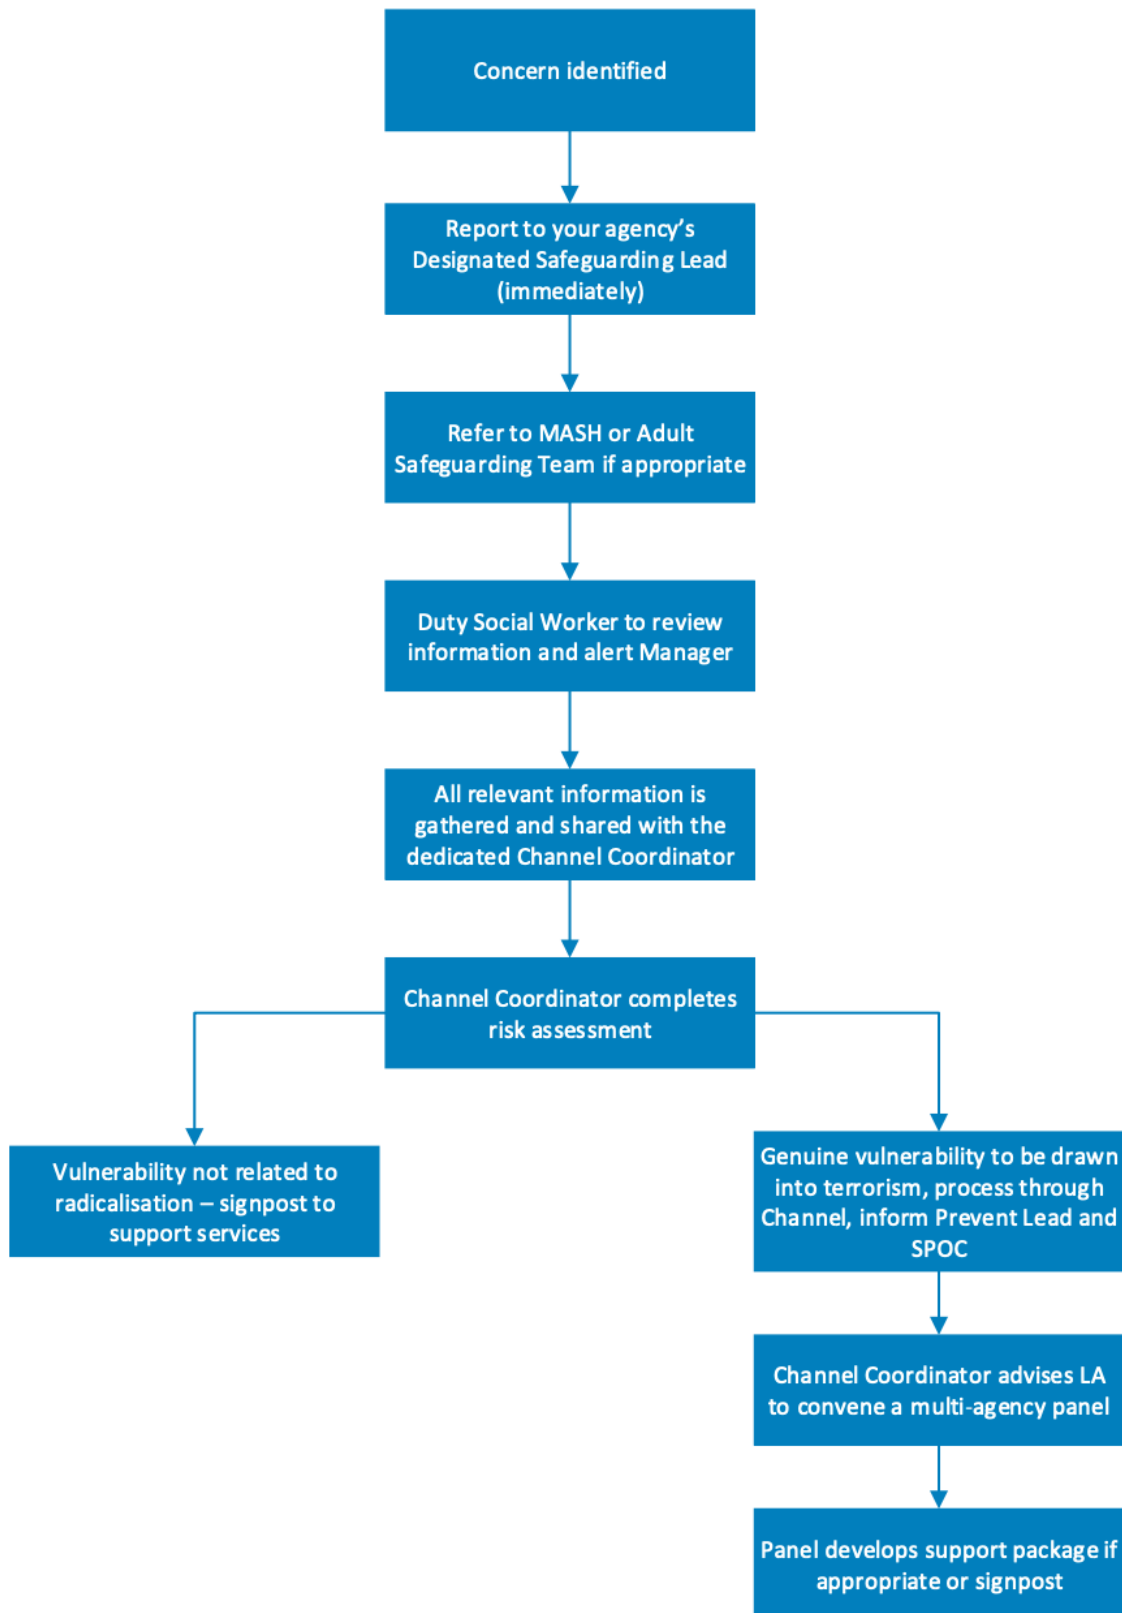 Concern identified
Report to your agency’s
Designated Safeguarding Lead
(immediately)
Refer to MASH or Adult
Safeguarding Team if appropriate
Duty Social Worker to review
information and alert Manager
All relevant information is
gathered and shared with the
dedicated Channel Coordinator
Channel Coordinator completes
risk assessment
Vulnerability not related to
radicalisation – signpost to
support services
Genuine vulnerability to be drawn
into terrorism, process through
Channel, inform Prevent Lead and
SPOC
Channel Coordinator advises LA
to convene a multi-agency panel
Panel develops support package if
appropriate or signpost